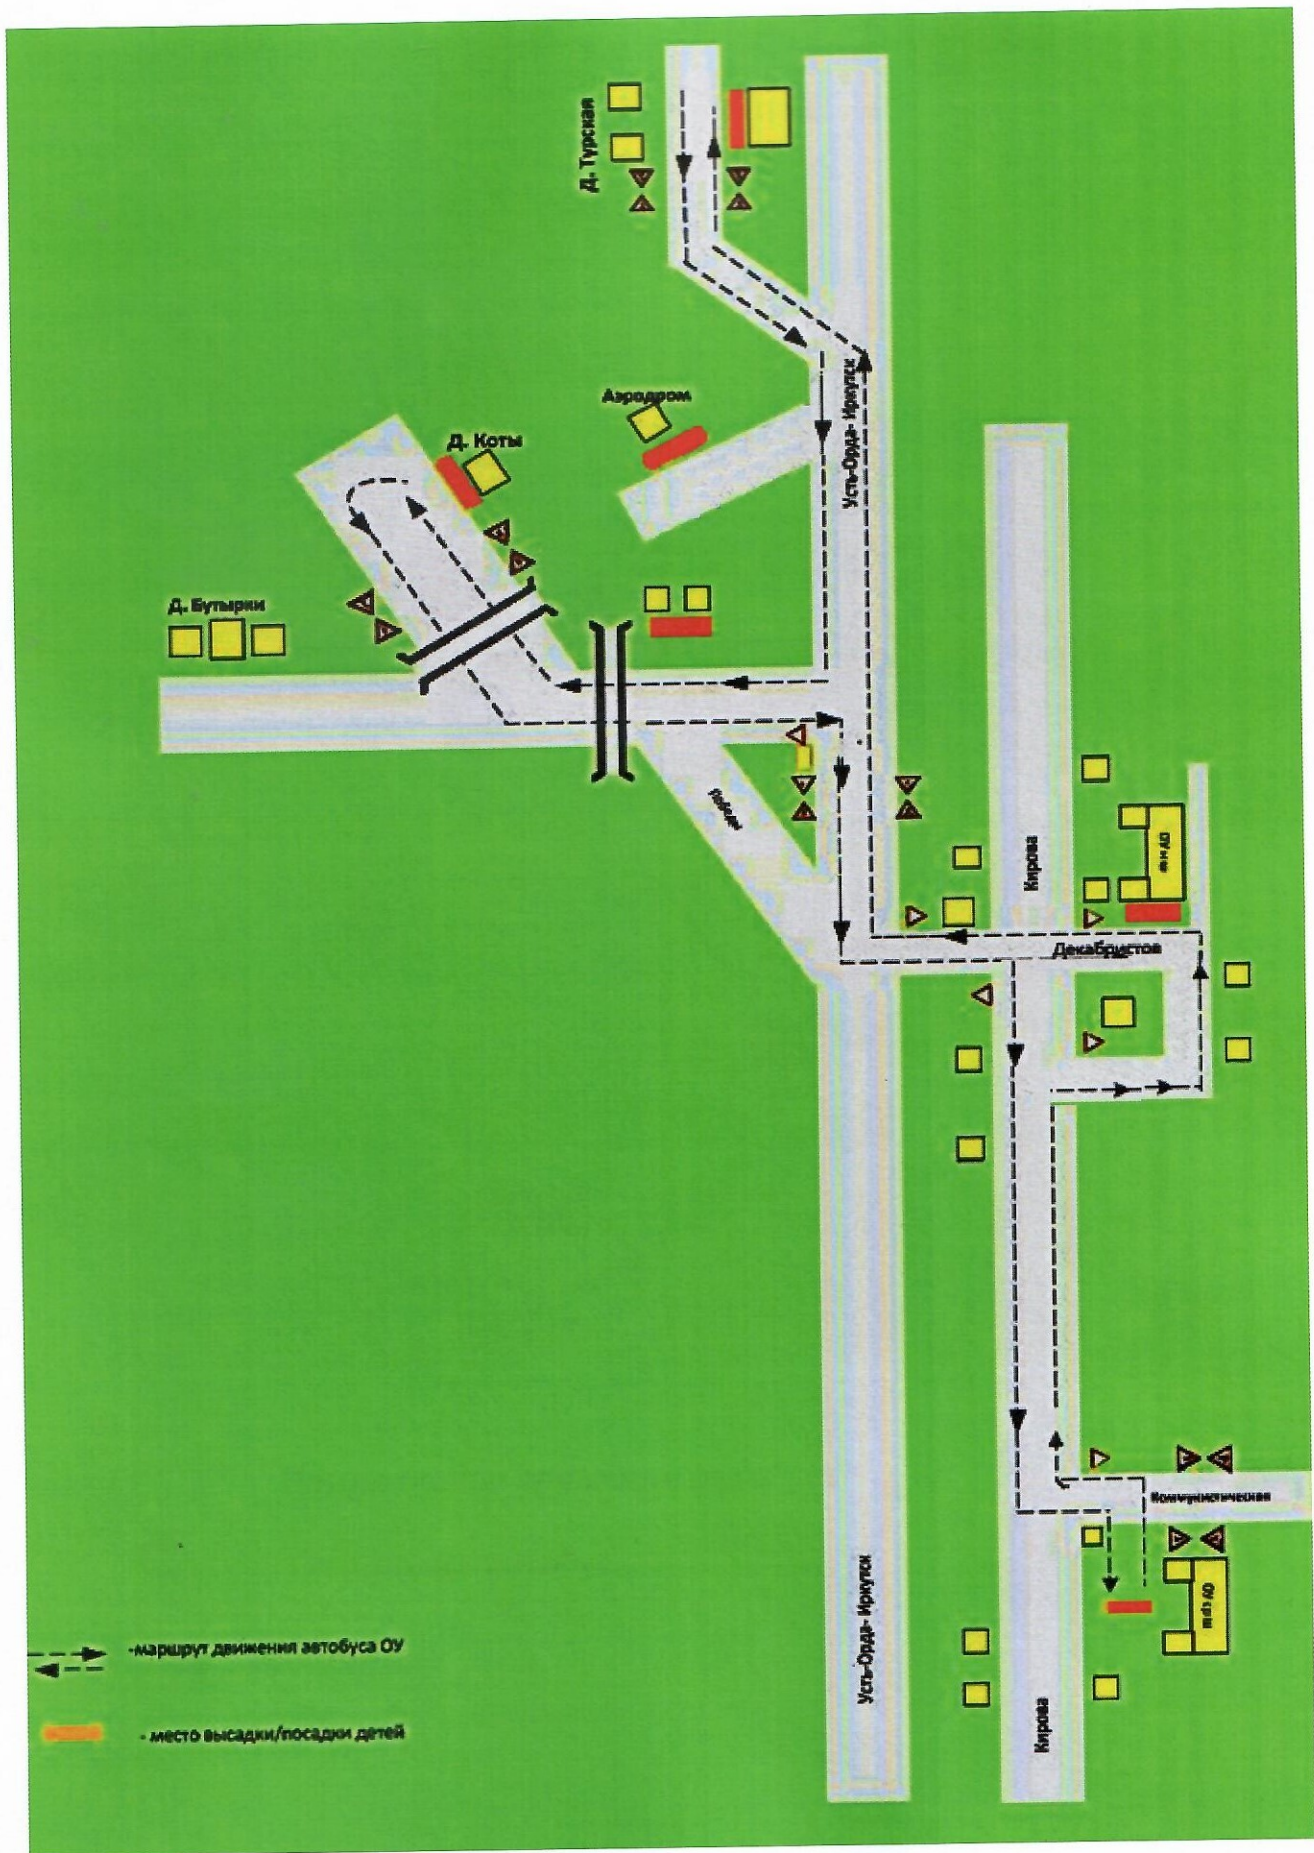 Д. Турская
Аэродром
Д. Коты
Усть-Орда- Иркутск
Д. Бутырки
Победы
Кирова
Декабристов
Коммунистическая
Усть-Орда- Иркутск
Кирова
-маршрут движения автобуса ОУ
- место высадки/посадки детей